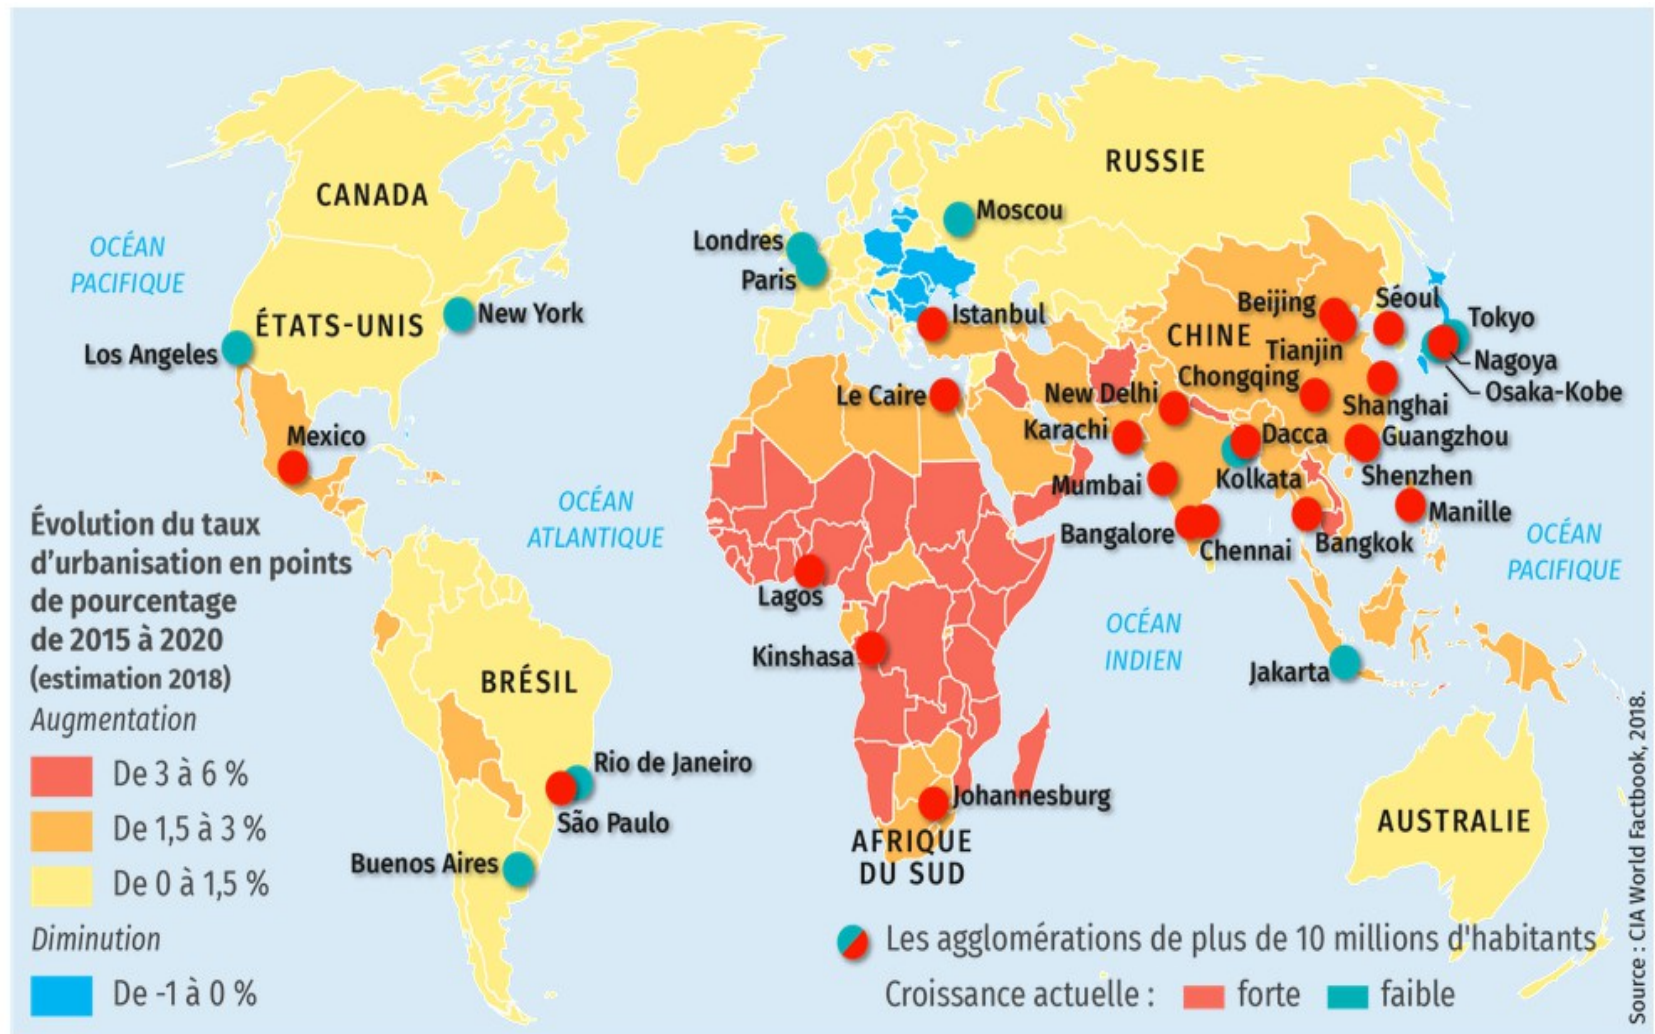 RUSSIE
CANADA
OCÉAN
PACIFIQUE
Moscou
Londres
Paris
ÉTATS-UNIS
New York
Los Angeles
Istanbul
Beijing
Séoul
Tokyo
CHINE
Tianjin
Nagoya
Le Caire
New Delhi
Chongqing
Osaka-Kobe
Shanghai
Karachi
Dacca
Guangzhou
Mexico
Mumbai
Kolkata
Shenzhen
Manille
OCÉAN
ATLANTIQUE
Bangalore
Chennai
Bangkok
OCÉAN
PACIFIQUE
Lagos
OCÉAN
INDIEN
Kinshasa
Jakarta
BRÉSIL
Rio de Janeiro
São Paulo
Johannesburg
AUSTRALIE
AFRIQUE
DU SUD
Buenos Aires
Évolution du taux
d’urbanisation en points
de pourcentage
de 2015 à 2020
(estimation 2018)
Augmentation
De 3 à 6 %
De 1,5 à 3 %
De 0 à 1,5 %
Diminution
De -1 à 0 %
Les agglomérations de plus de 10 millions d'habitants
Croissance actuelle : forte faible
Source : CIA World Factbook, 2018.